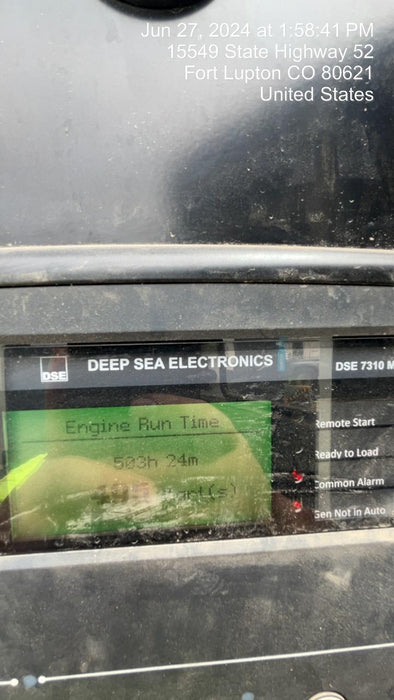 Jun 27, 2024 at 1:58:41 PM
15549 State Highway 52
Fort Lupton CO 80621
United States
DSE
DEEP SEA ELECTRONICS
DSE 7310 M
Engine Run Time
503h 24m
Remote Start
Ready to Load
Common Alarm
Gen Not in Auto